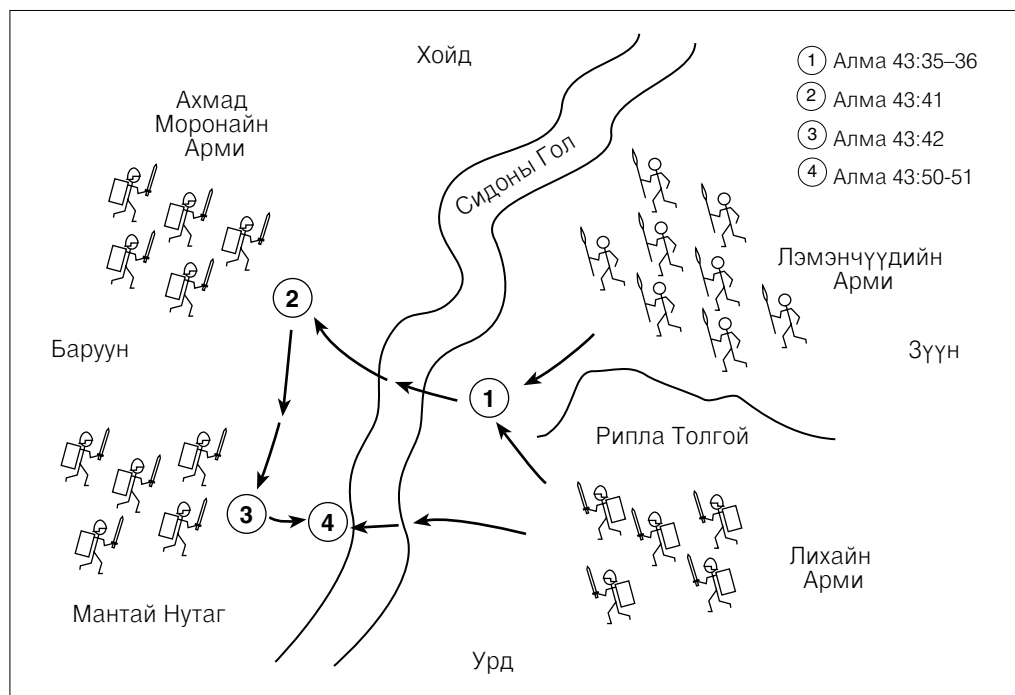 Хойд
① Алма 43:35–36
② Алма 43:41
③ Алма 43:42
④ Алма 43:50-51
Ахмад
Моронайн
Арми
Сидоны Гол
Лэмэнчүүдийн
Арми
2
Баруун
Зүүн
1
Рипла Толгой
3
4
Лихайн
Арми
Мантай Нутаг
Урд